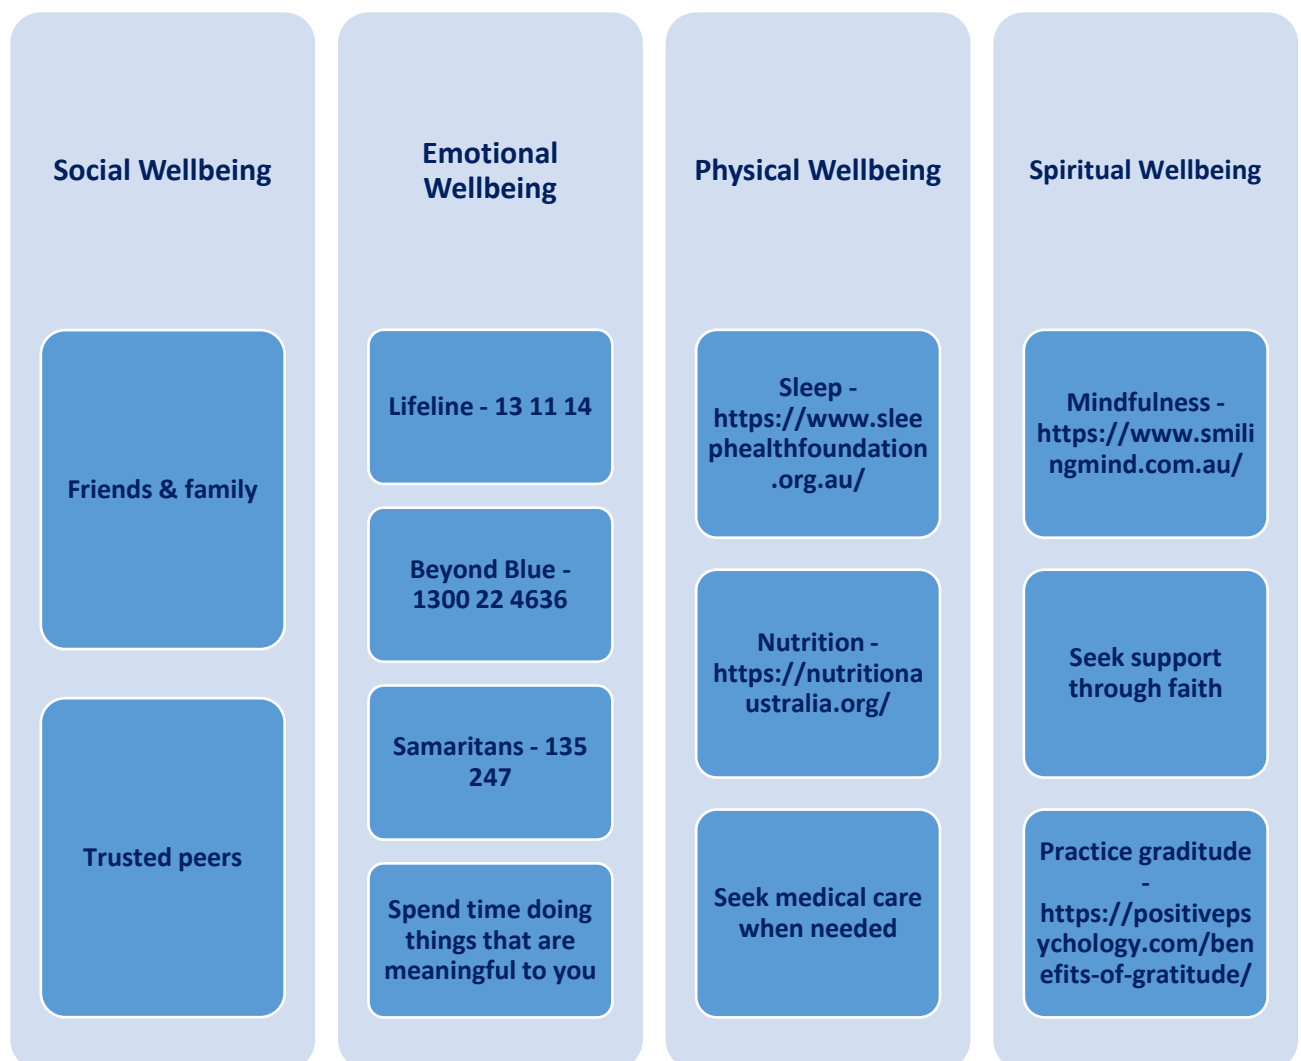 Social Wellbeing
Friends & family
Trusted peers
Emotional
Wellbeing
Lifeline - 13 11 14
Beyond Blue -
1300 22 4636
Samaritans - 135
247
Spend time doing
things that are
meaningful to you
Physical Wellbeing
Sleep -
https://www.slee
phealthfoundation
.org.au/
Nutrition -
https://nutritiona
ustralia.org/
Seek medical care
when needed
Spiritual Wellbeing
Mindfulness -
https://www.smili
ngmind.com.au/
Seek support
through faith
Practice graditude
-
https://positiveps
ychology.com/ben
efits-of-gratitude/